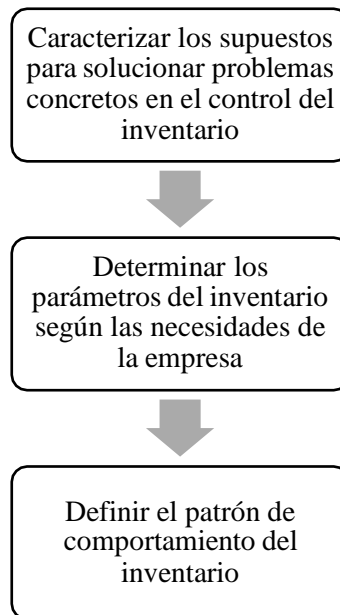 Caracterizar los supuestos
para solucionar problemas
concretos en el control del
inventario
Determinar los
parámetros del inventario
según las necesidades de
la empresa
Definir el patrón de
comportamiento del
inventario